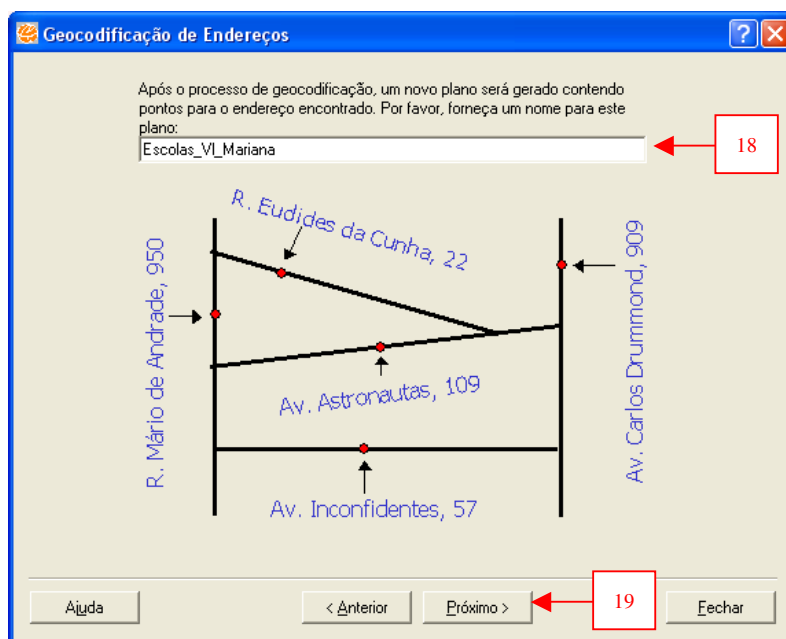 Geocodificação de Endereços
Após o processo de geocodificação, um novo plano será gerado contendo
pontos para o endereço encontrado. Por favor, forneça um nome para este
plano:
Escolas_Vl_Mariana
18
R. Euclides da Cunha, 22
R. Mário de Andrade, 950
Av. Carlos Drummond, 909
Av. Astronautas, 109
Av. Inconfidentes, 57
Ajuda
< Anterior
Próximo >
19
Fechar